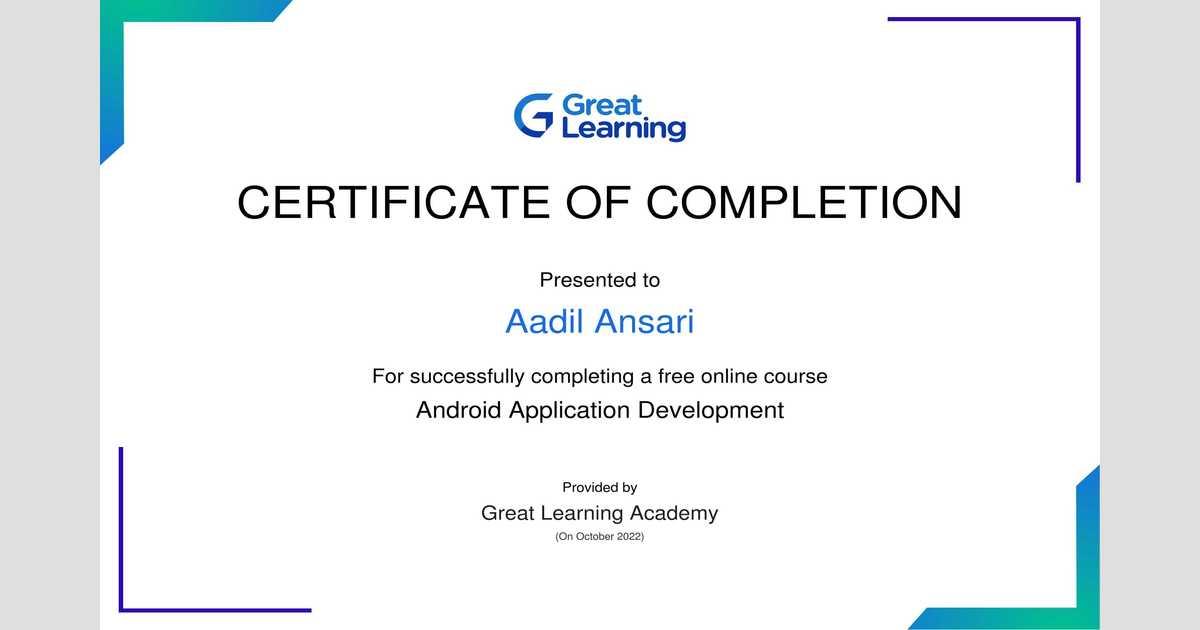 Great
Learning
CERTIFICATE OF COMPLETION
Presented to
Aadil Ansari
For successfully completing a free online course
Android Application Development
Provided by
Great Learning Academy
(On October 2022)